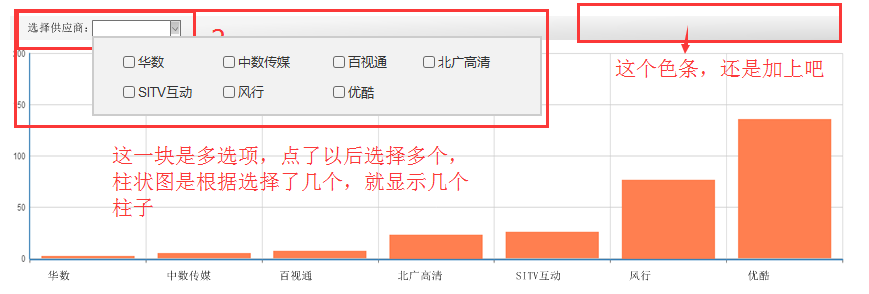 选择供应商:
2
华数 中数传媒 百视通 北广高清
SITV互动 风行 优酷
这个色条，还是加上吧
这一块是多选项，点了以后选择多个，
柱状图是根据选择了几个，就显示几个
柱子
200
150
100
50
0
华数 中数传媒 百视通 北广高清 SITV互动 风行 优酷